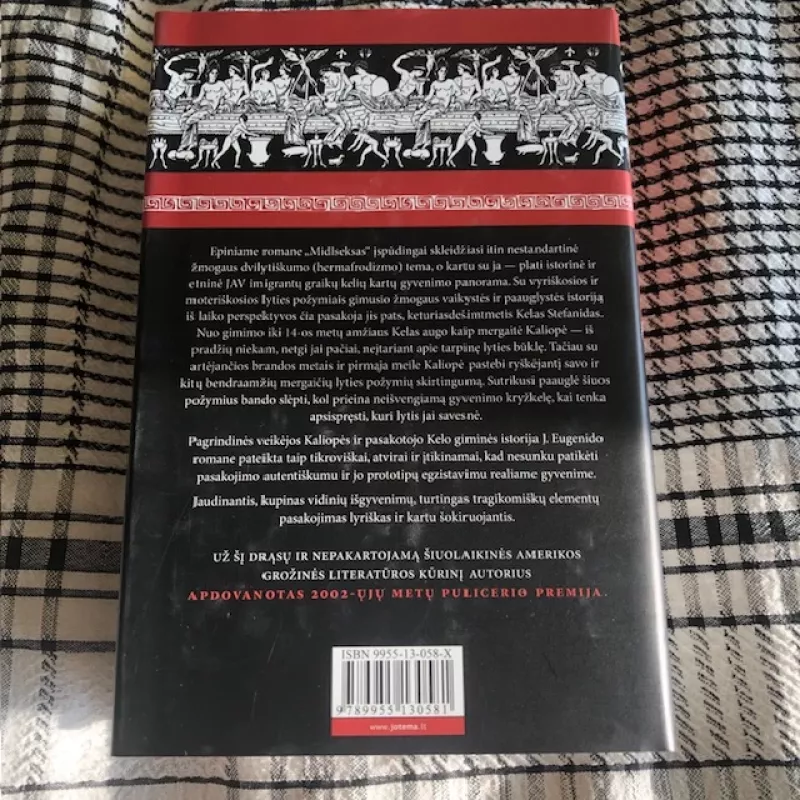 Epiniame romane „Midlseksas“ įspūdingai skleidžiasi itin nestandartinė
žmogaus dvilytiškumo (hermafrodizmo) tema, o kartu su ja — plati istorinė ir
etninė JAV imigrantų graikų kelių kartų gyvenimo panorama. Su vyriškosios ir
moteriškosios lyties požymiais gimusio žmogaus vaikystės ir paauglystės istoriją
iš laiko perspektyvos čia pasakoja jis pats, keturiasdešimtmetis Kelas Stefanidas.
Nuo gimimo iki 14-os metų amžiaus Kelas augo kaip mergaitė Kaliopė — iš
pradžių niekam, netgi jai pačiai, neįtariant apie tarpinę lyties būklę. Tačiau su
artėjančios brandos metais ir pirmąja meile Kaliopė pastebi ryškėjantį savo ir
kitų bendraamžių mergaičių lyties požymių skirtingumą. Sutrikusi paauglė šiuos
požymius bando slėpti, kol prieina neišvengiamą gyvenimo kryžkelę, kai tenka
apsispręsti, kuri lytis jai savesnė.
Pagrindinės veikėjos Kaliopės ir pasakotojo Kelo giminės istorija J. Eugenido
romane pateikta taip tikroviškai, atvirai ir įtikinamai, kad nesunku patikėti
pasakojimo autentiškumu ir jo prototipų egzistavimu realiame gyvenime.
Jaudinantis, kupinas vidinių išgyvenimų, turtingas tragikomiškų elementų
pasakojimas lyriškas ir kartu šokiruojantis.
UŽ ŠĮ DRĄSŲ IR NEPAKARTOJAMĄ ŠIUOLAIKINĖS AMERIKOS
GROŽINĖS LITERATŪROS KŪRINĮ AUTORIUS
APDOVANOTAS 2002-ŲJŲ METŲ PULICERIO PREMIJA.
ISBN 9955-13-058-X
9 789955 130581
www.jotema.lt